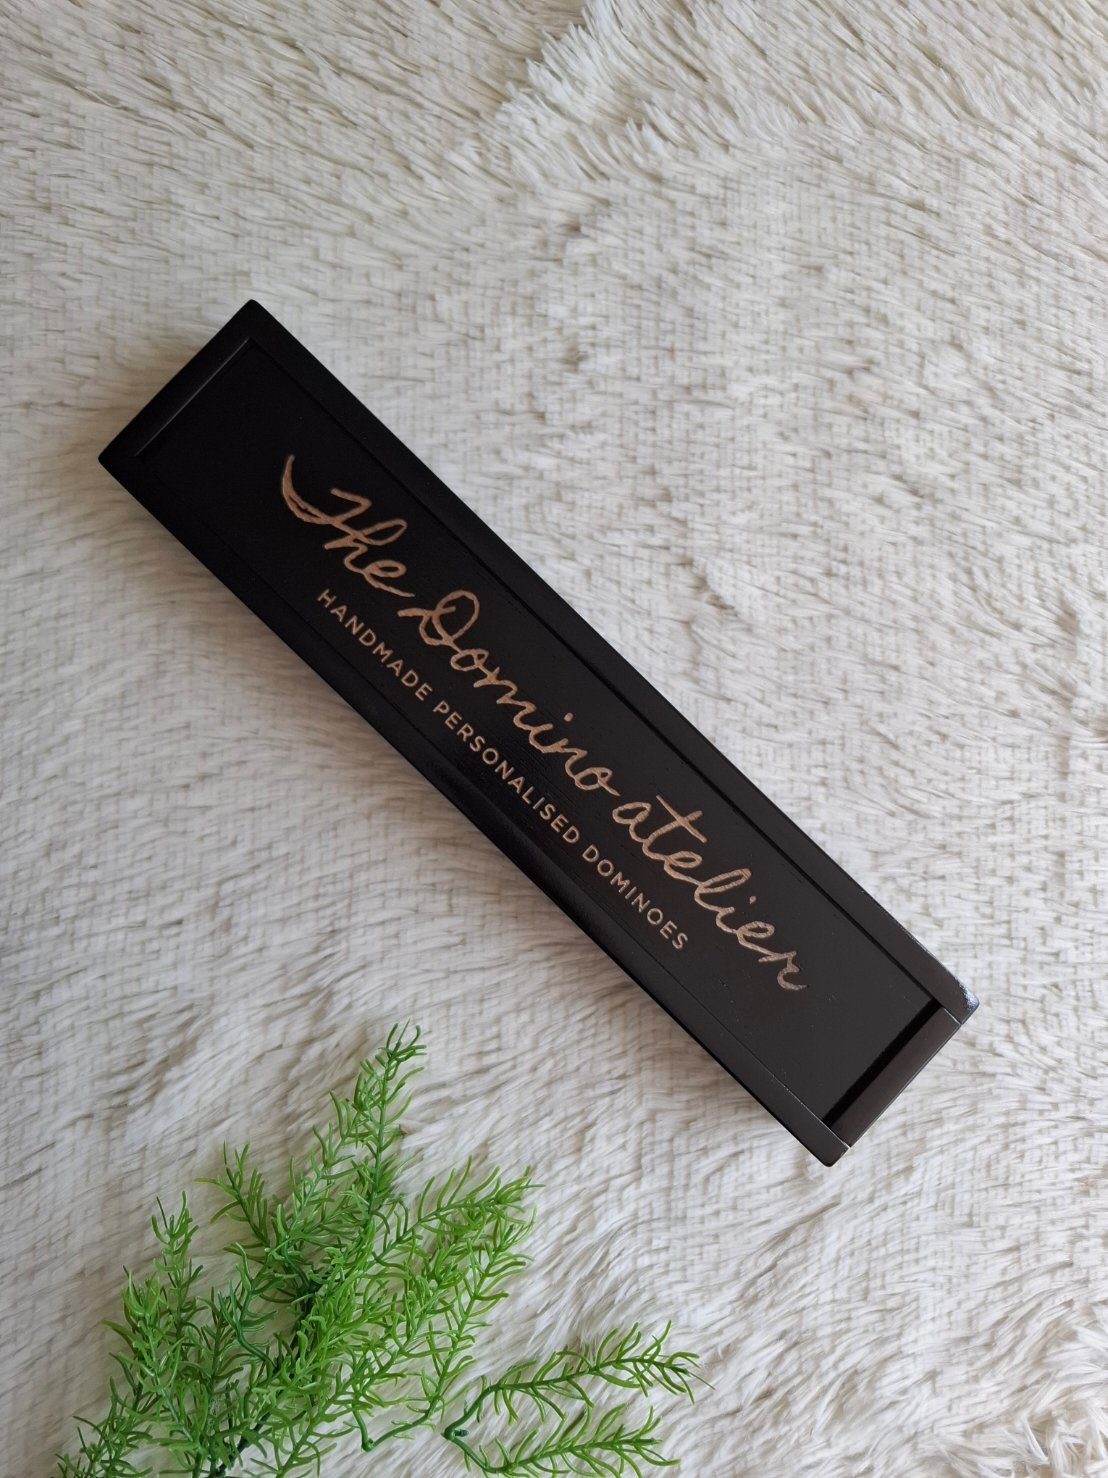 The Domino atelier
HANDMADE PERSONALISED DOMINOES